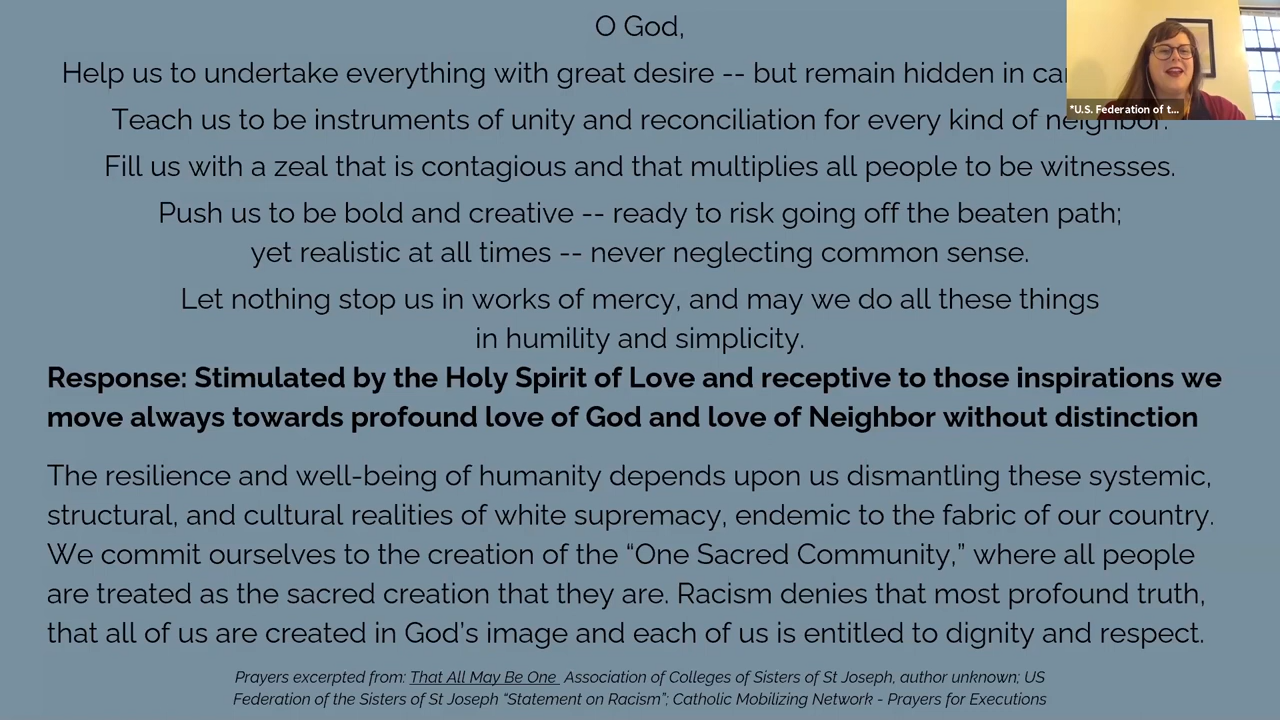 O God,
Help us to undertake everything with great desire -- but remain hidden in
Teach us to be instruments of unity and reconciliation for every kind of neighbor.
Fill us with a zeal that is contagious and that multiplies all people to be witnesses.
Push us to be bold and creative -- ready to risk going off the beaten path;
yet realistic at all times -- never neglecting common sense.
Let nothing stop us in works of mercy, and may we do all these things
in humility and simplicity.
Response: Stimulated by the Holy Spirit of Love and receptive to those inspirations we
move always towards profound love of God and love of Neighbor without distinction
The resilience and well-being of humanity depends upon us dismantling these systemic,
structural, and cultural realities of white supremacy, endemic to the fabric of our country.
We commit ourselves to the creation of the “One Sacred Community,” where all people
are treated as the sacred creation that they are. Racism denies that most profound truth,
that all of us are created in God's image and each of us is entitled to dignity and respect.
Prayers excerpted from: That All May Be One Association of Colleges of Sisters of St Joseph, author unknown; US
Federation of the Sisters of St Joseph “Statement on Racism”; Catholic Mobilizing Network - Prayers for Executions
*U.S. Federation of t...